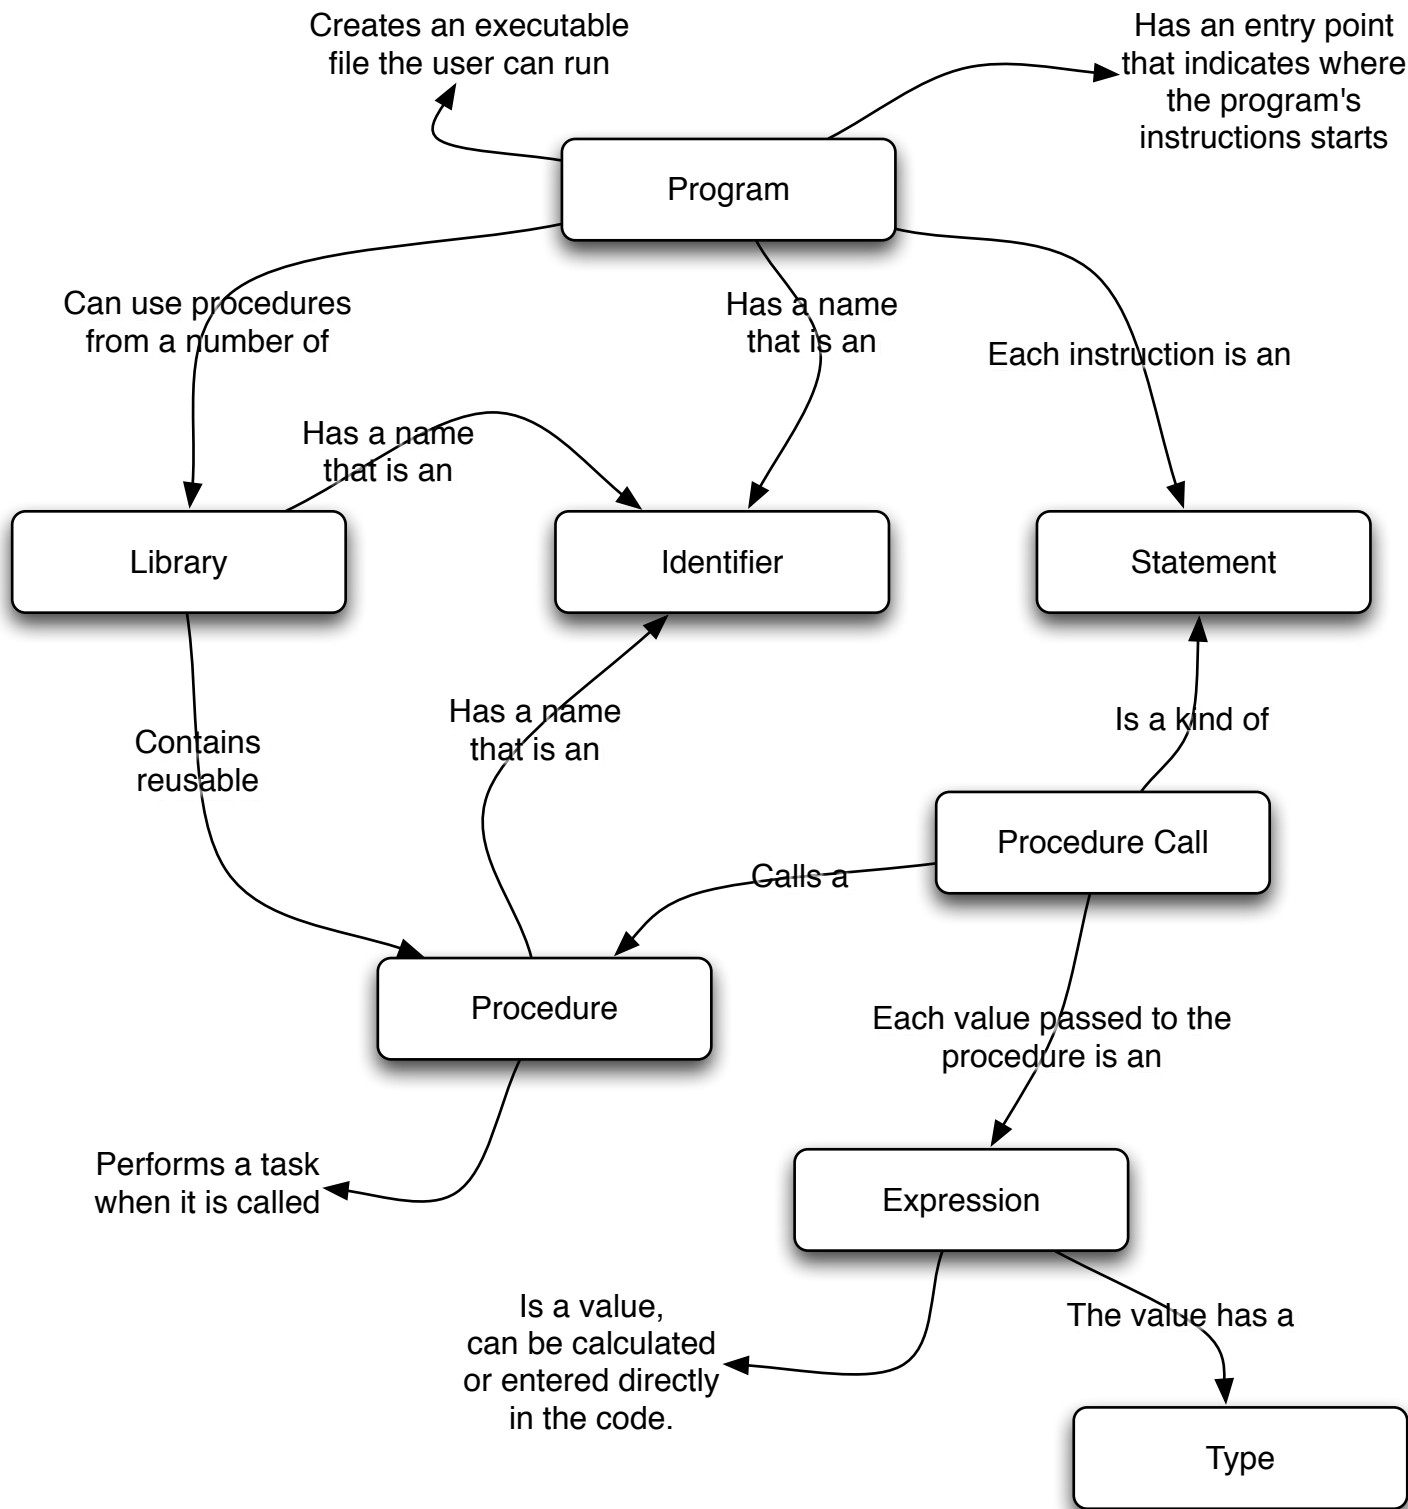 Creates an executable
file the user can run
Has an entry point
that indicates where
the program's
instructions starts
Program
Can use procedures
from a number of
Has a name
that is an
Each instruction is an
Has a name
that is an
Library
Identifier
Statement
Contains
reusable
Has a name
that is an
Is a kind of
Procedure Call
Calls a
Procedure
Each value passed to the
procedure is an
Performs a task
when it is called
Expression
Is a value,
can be calculated
or entered directly
in the code.
The value has a
Type